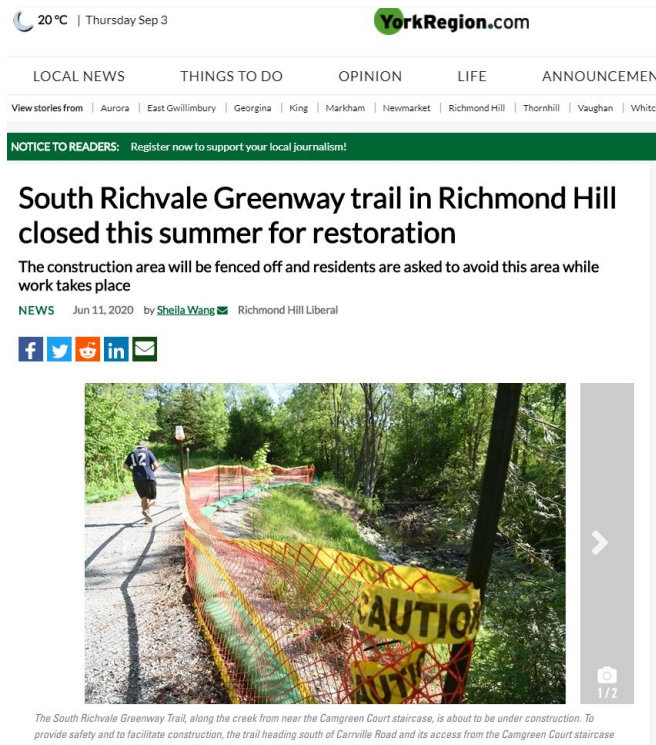 20 °C | Thursday Sep 3
YorkRegion.com
LOCAL NEWS THINGS TO DO OPINION LIFE ANNOUNCEMEN
View stories from | Aurora | East Gwillimbury | Georgina | King | Markham | Newmarket | Richmond Hill | Thornhill | Vaughan | Whitc
NOTICE TO READERS: Register now to support your local journalism!
South Richvale Greenway trail in Richmond Hill
closed this summer for restoration
The construction area will be fenced off and residents are asked to avoid this area while
work takes place
NEWS Jun 11, 2020 by Sheila Wang Richmond Hill Liberal
12
CAUTION
AUTI
1/2
The South Richvale Greenway Trail, along the creek from near the Camgreen Court staircase, is about to be under construction. To
provide safety and to facilitate construction, the trail heading south of Carrville Road and its access from the Camgreen Court staircase